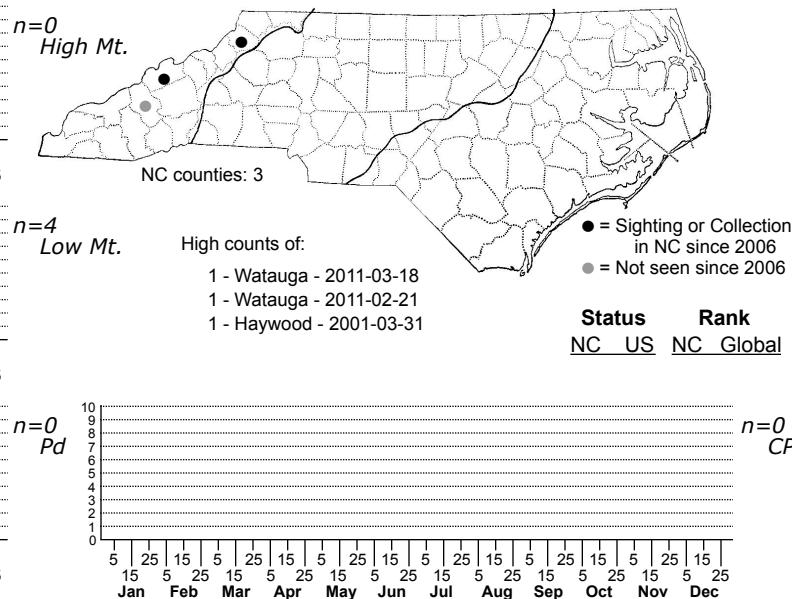 n=0
High Mt.
NC counties: 3
n=4
Low Mt.
High counts of:
1 - Watauga - 2011-03-18
1 - Watauga - 2011-02-21
1 - Haywood - 2001-03-31
= Sighting or Collection
in NC since 2006
= Not seen since 2006
Status Rank
NC US NC Global
n=0
Pd
10
9
8
7
6
5
4
3
2
1
0
n=0
CP
5 25 15 5 25 15 5 25 15 5 25 15 5 25 15 5 25 15
15 5 25 15 5 25 15 5 25 15 5 25 15 5 25 15 5 25
Jan Feb Mar Apr May Jun Jul Aug Sep Oct Nov Dec